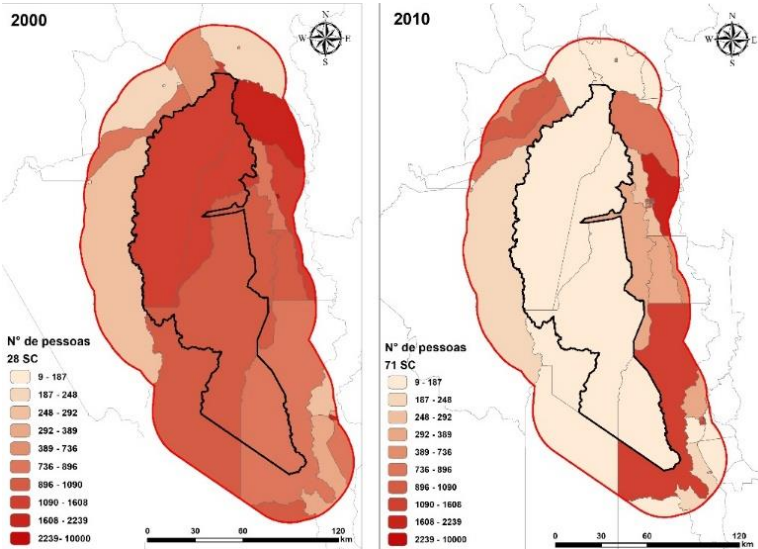 2000
N
W E
S
N° de pessoas
28 SC
9 - 187
187 - 248
248 - 292
292 - 389
389 - 736
736 - 896
896 - 1090
1090 - 1608
1608 - 2239
2239- 10000
0 30 60 120
km
2010
N
W E
S
N° de pessoas
71 SC
9 - 187
187 - 248
248 - 292
292 - 389
389 - 736
736 - 896
896 - 1090
1090 - 1608
1608 - 2239
2239 - 10000
0 30 60 120
km